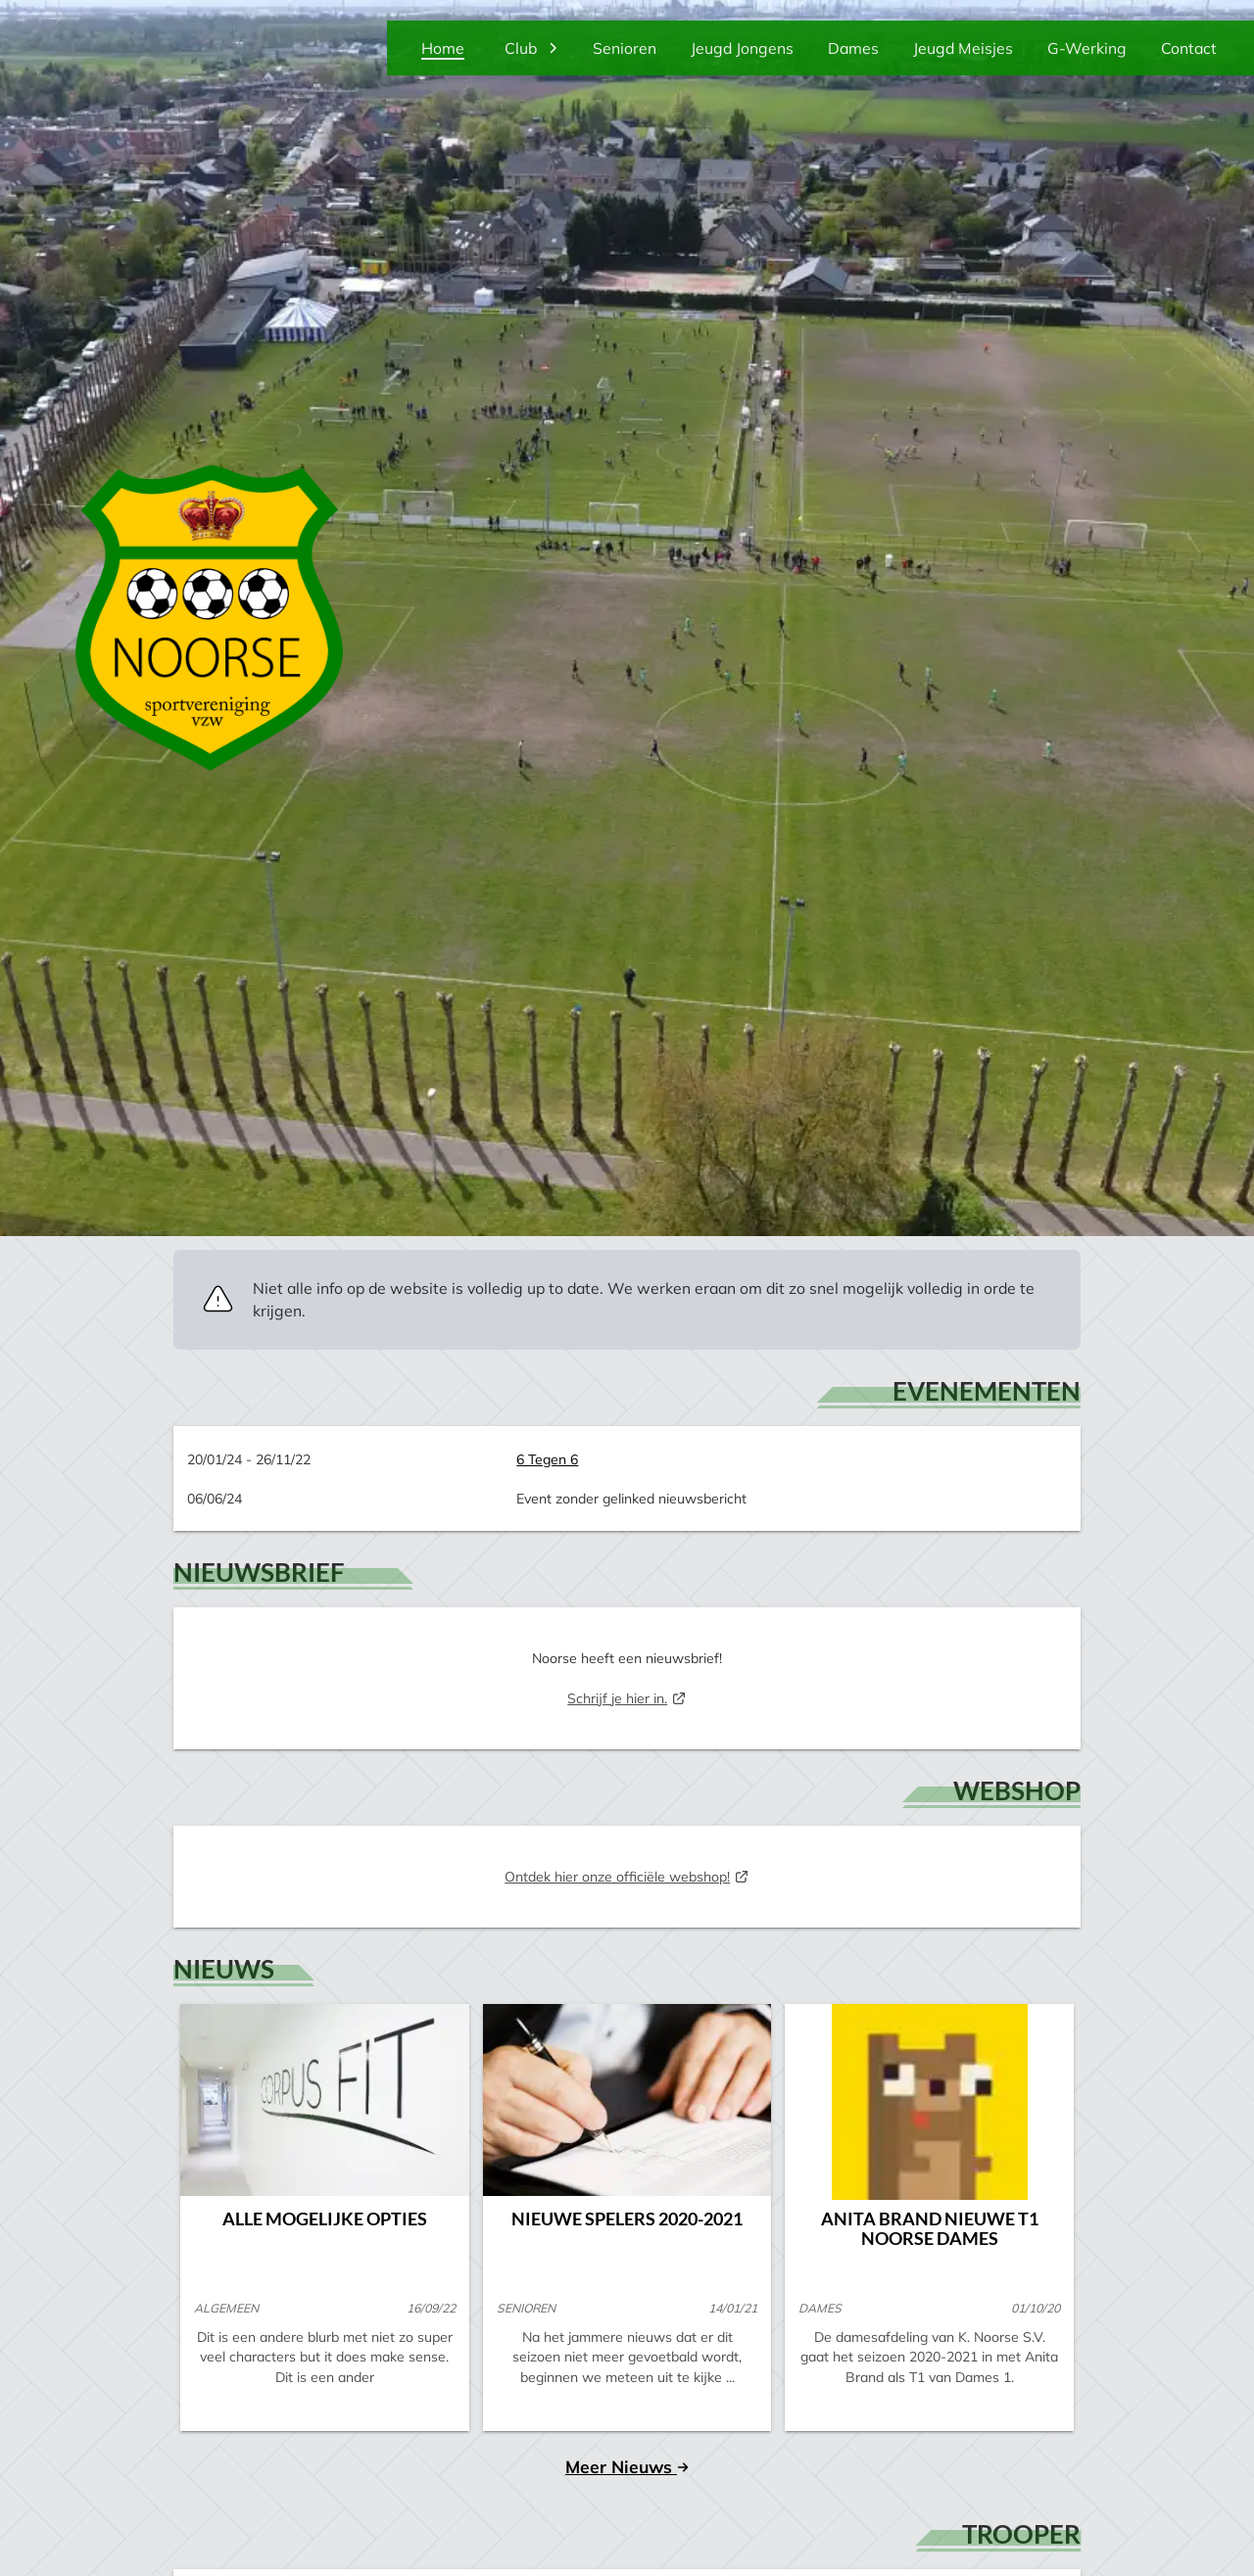 Home Club Senioren Jeugd Jongens Dames Jeugd Meisjes G-Werking Contact
NOORSE
sportvereniging
vzw
Niet alle info op de website is volledig up to date. We werken eraan om dit zo snel mogelijk volledig in orde te
krijgen.
EVENEMENTEN
20/01/24 - 26/11/22 6 Tegen 6
06/06/24 Event zonder gelinked nieuwsbericht
NIEUWSBRIEF
Noorse heeft een nieuwsbrief!
Schrijf je hier in.
WEBSHOP
Ontdek hier onze officiële webshop!
NIEUWS
CORPUS FIT
ALLE MOGELIJKE OPTIES
ALGEMEEN 16/09/22
Dit is een andere blurb met niet zo super
veel characters but it does make sense.
Dit is een ander
NIEUWE SPELERS 2020-2021
SENIOREN 14/01/21
Na het jammere nieuws dat er dit
seizoen niet meer gevoetbald wordt,
beginnen we meteen uit te kijke ...
ANITA BRAND NIEUWE T1
NOORSE DAMES
DAMES 01/10/20
De damesafdeling van K. Noorse S.V.
gaat het seizoen 2020-2021 in met Anita
Brand als T1 van Dames 1.
Meer Nieuws
TROOPER